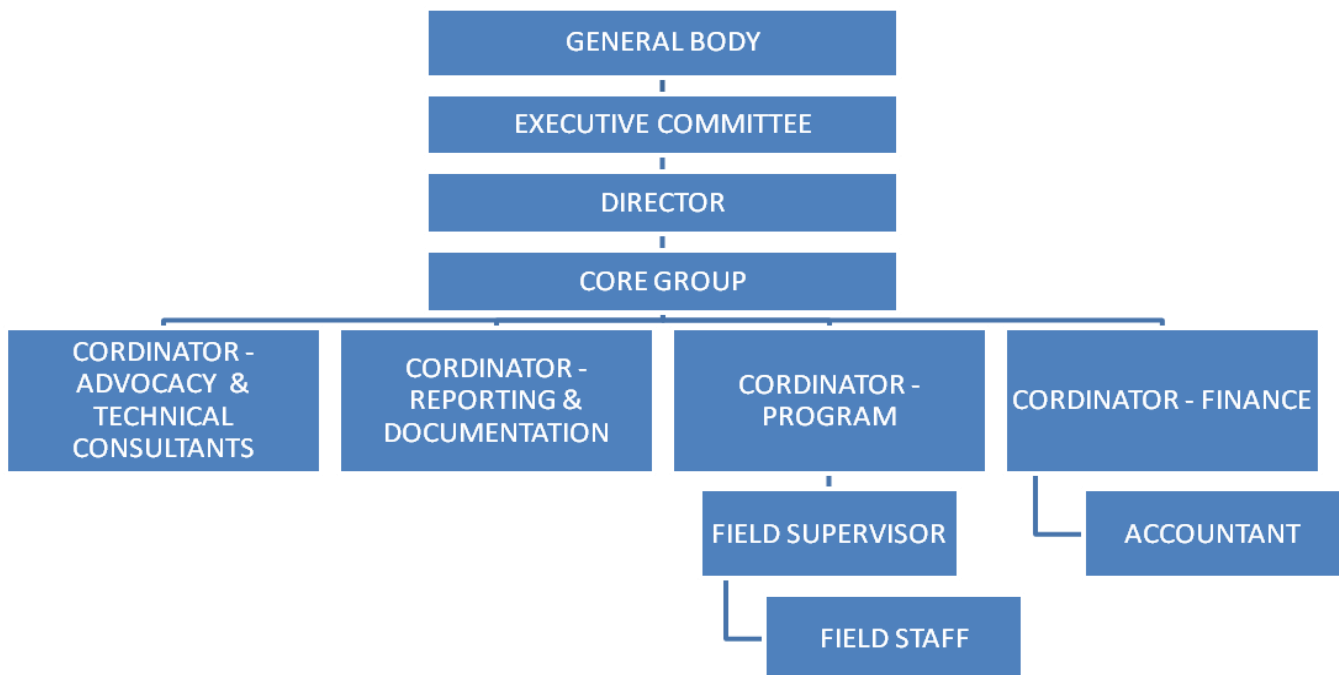 GENERAL BODY
EXECUTIVE COMMITTEE
DIRECTOR
CORE GROUP
CORDINATOR -
ADVOCACY &
TECHNICAL
CONSULTANTS
CORDINATOR -
REPORTING &
DOCUMENTATION
CORDINATOR -
PROGRAM
CORDINATOR - FINANCE
FIELD SUPERVISOR
ACCOUNTANT
FIELD STAFF